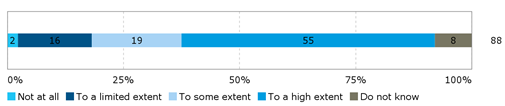 2 16 19 55 8 88
0% 25% 50% 75% 100%
Not at all To a limited extent To some extent To a high extent Do not know